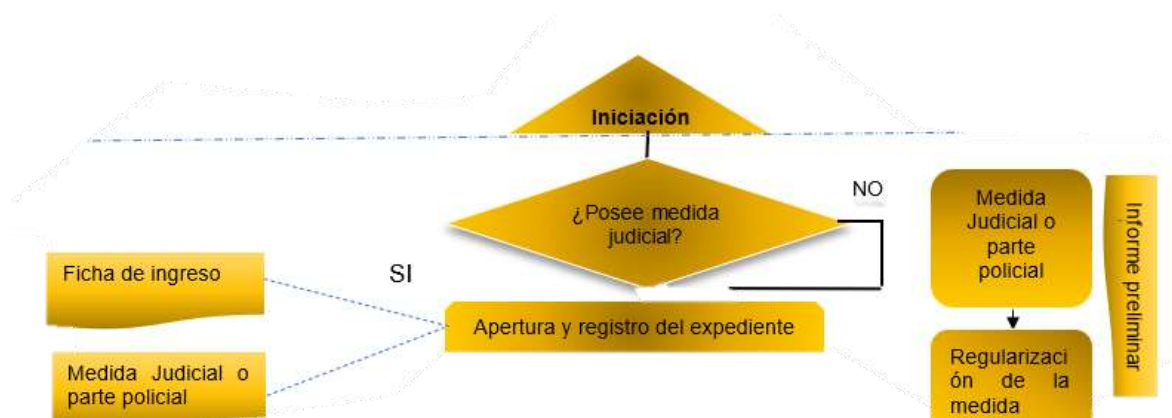 Iniciación
¿Posee medida
judicial?
NO
SI
Ficha de ingreso
Medida Judicial o
parte policial
Apertura y registro del expediente
Medida
Judicial o
parte
policial
Regularizaci
ón de la
medida
Informe preliminar